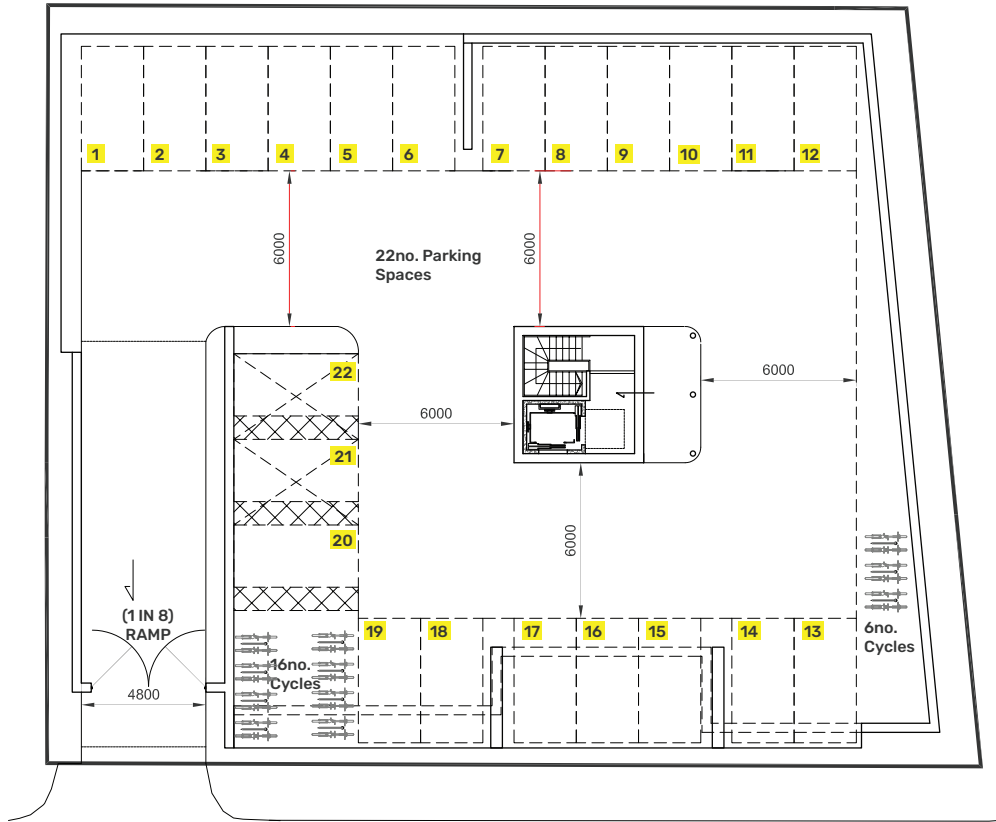 1 2 3 4 5 6 7 8 9 10 11 12
6000
22no. Parking
Spaces
6000
22
6000
6000
21
20
6000
(1 IN 8)
RAMP
19 18 17 16 15 14 13
16no.
Cycles
6no.
Cycles
4800